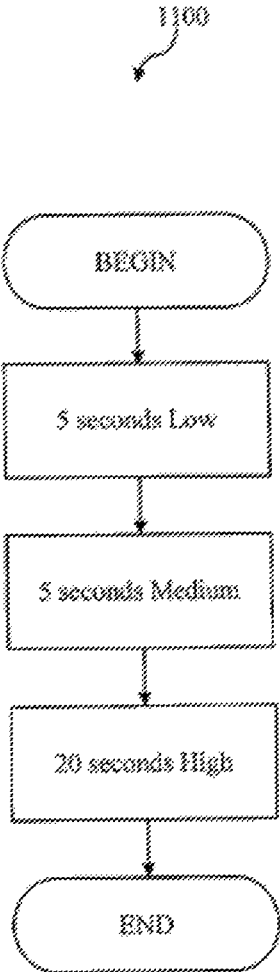 1100
BEGIN
5 seconds Low
5 seconds Medium
20 seconds High
END